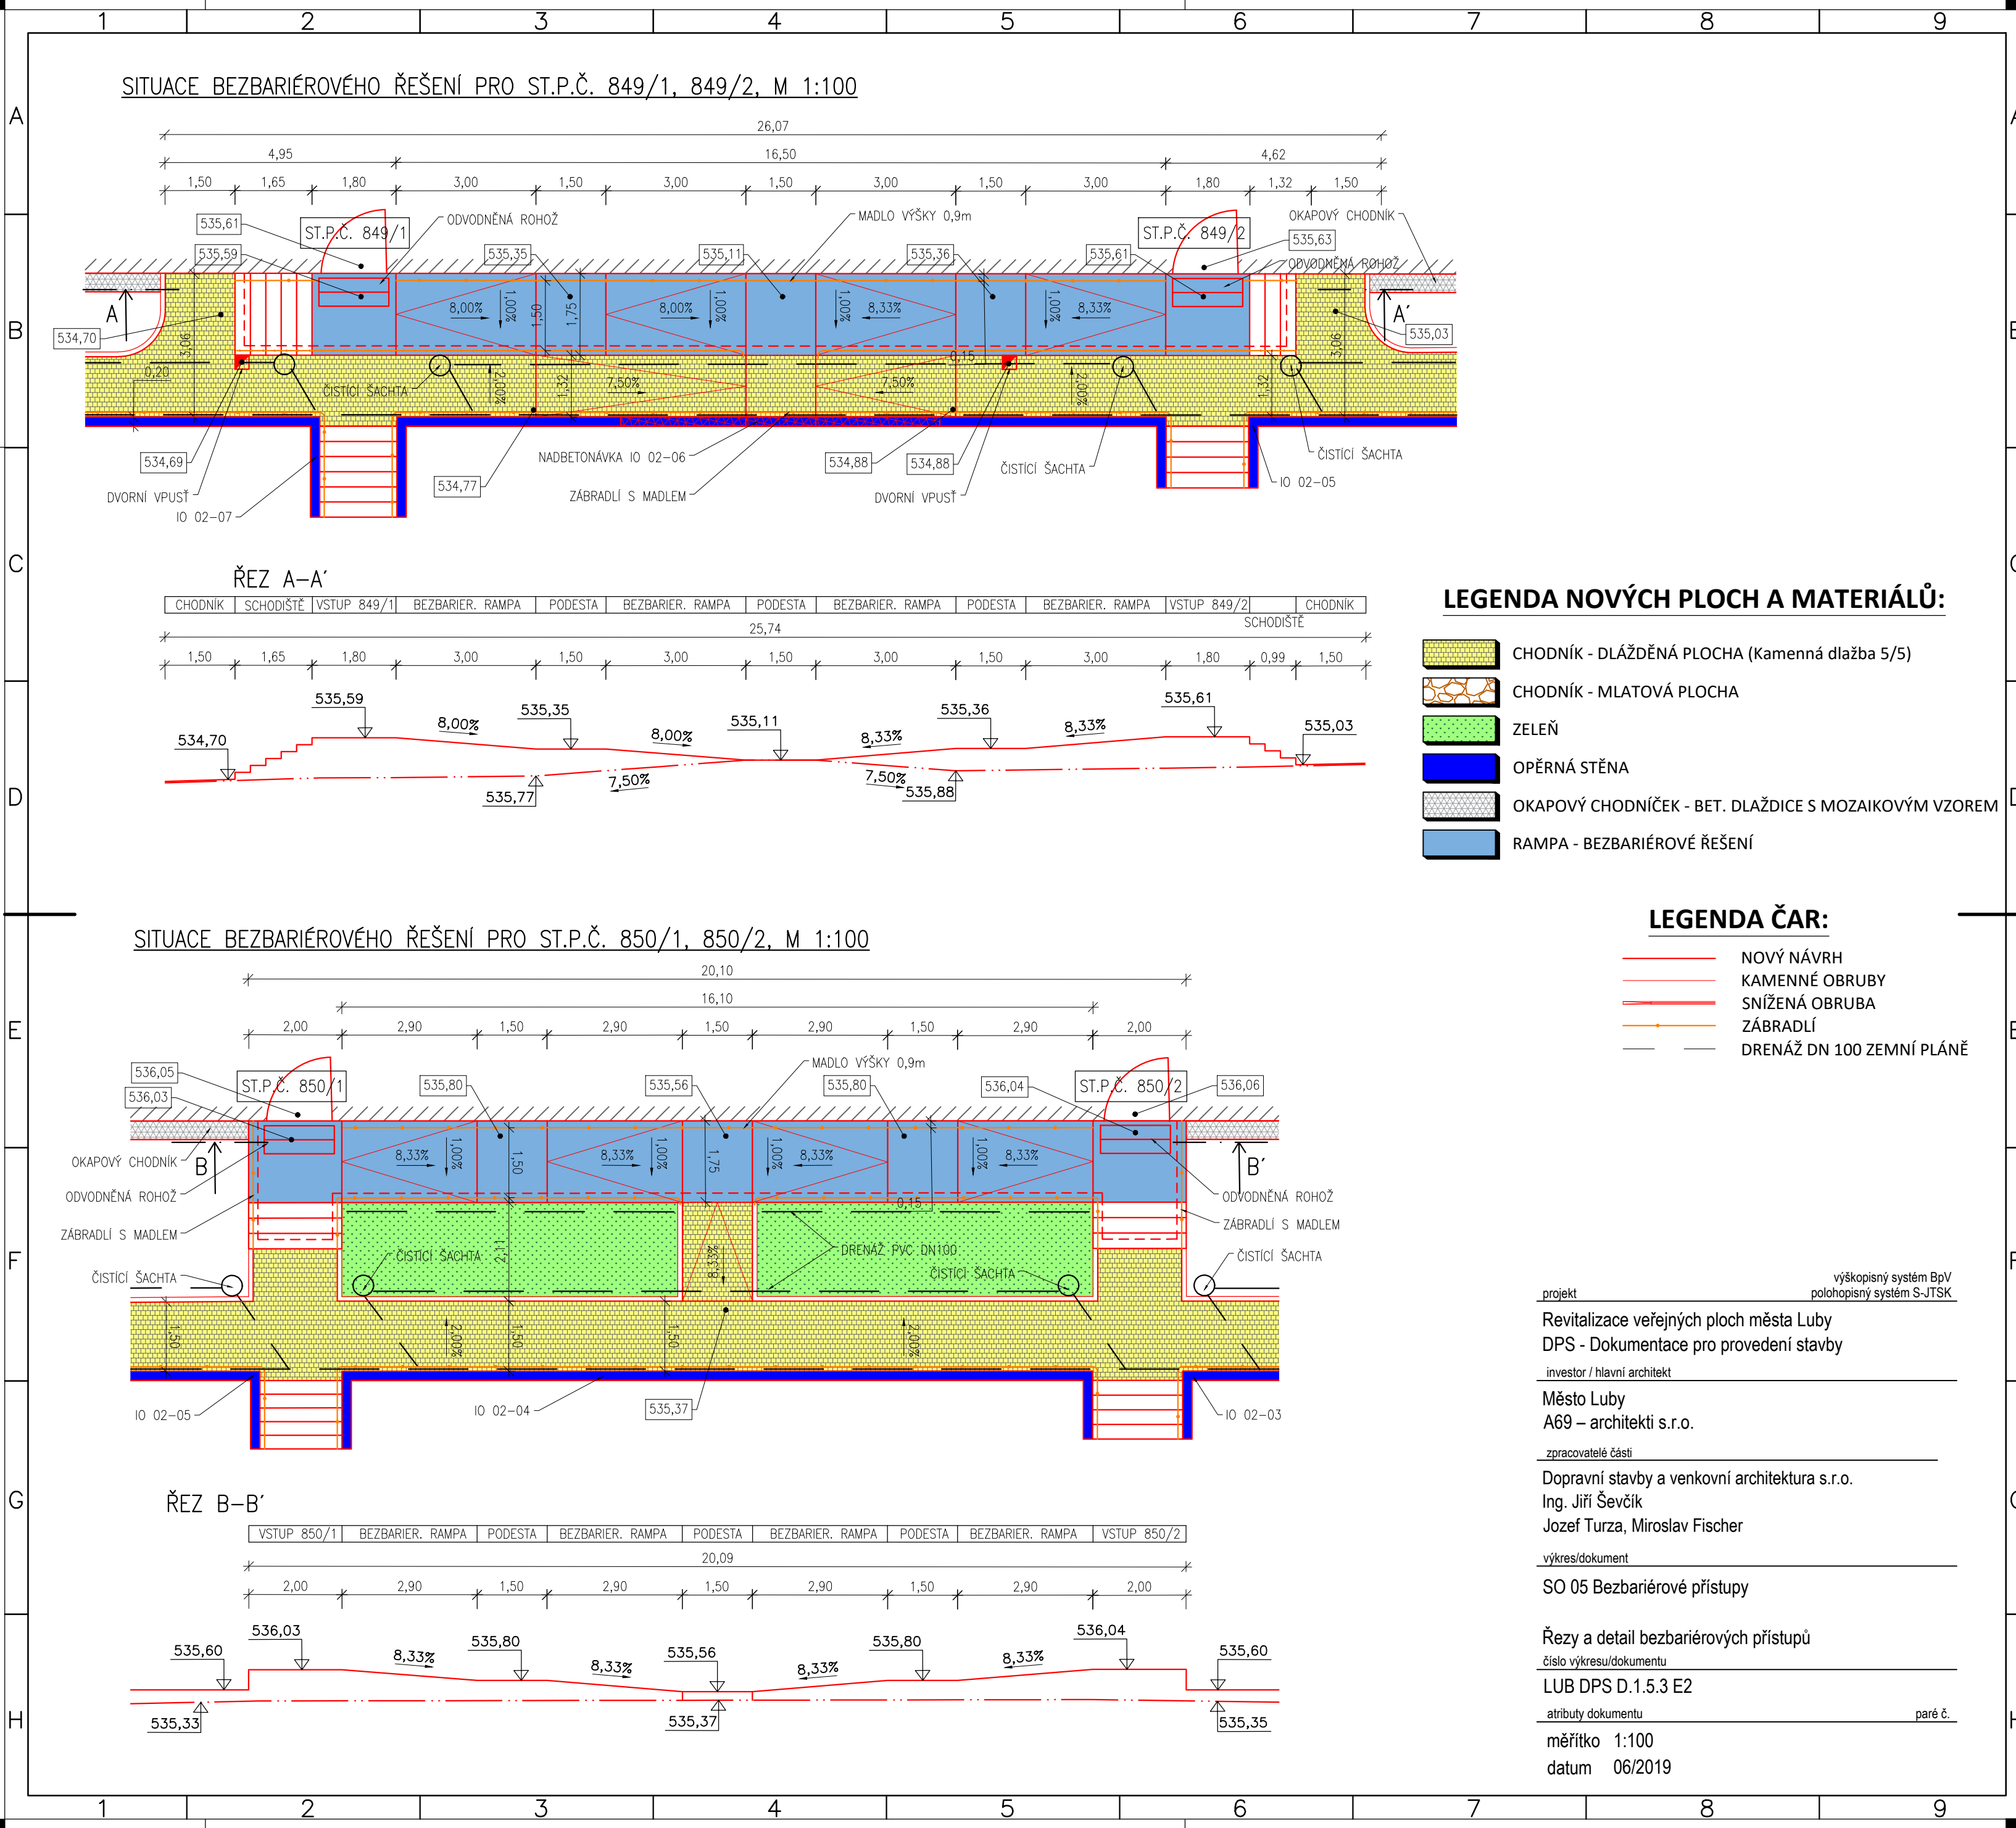 1 2 3 4 5 6 7 8 9
A
SITUACE BEZBARIÉROVÉHO ŘEŠENÍ PRO ST.P.Č. 849/1, 849/2, M 1:100
26,07
4,95 16,50 4,62
1,50 1,65 1,80 3,00 1,50 3,00 1,50 3,00 1,50 3,00 1,80 1,32 1,50
535,61 ST.P.Č. 849/1 ODVODNĚNÁ ROHOŽ MADLO VÝŠKY 0,9m ST.P.Č. 849/2 OKAPOVÝ CHODNÍK
535,59 535,35 535,11 535,36 535,61 535,63
ODVODNĚNÁ ROHOŽ
B
A 8,00% 1,00% 1,50 1,75 8,00% 1,00% 1,00% 8,33% 1,00% 8,33% A´
534,70 3,06 3,06 535,03
0,15
0,20 ČISTÍCÍ ŠACHTA 2,00% 1,32 7,50% 7,50% 2,00% 1,32
534,69 534,77 NADBETONÁVKA IO 02-06 534,88 534,88 ČISTÍCÍ ŠACHTA ČISTÍCÍ ŠACHTA
DVORNÍ VPUSŤ ZÁBRADLÍ S MADLEM DVORNÍ VPUSŤ IO 02-05
IO 02-07
C
ŘEZ A-A´
CHODNÍK SCHODIŠTĚ VSTUP 849/1 BEZBARIER. RAMPA PODESTA BEZBARIER. RAMPA PODESTA BEZBARIER. RAMPA PODESTA BEZBARIER. RAMPA VSTUP 849/2 CHODNÍK
SCHODIŠTĚ
25,74
1,50 1,65 1,80 3,00 1,50 3,00 1,50 3,00 1,50 3,00 1,80 0,99 1,50
535,59 535,35 535,11 535,36 535,61
534,70 8,00% 8,00% 8,33% 8,33% 535,03
535,77 7,50% 7,50% 535,88
D
LEGENDA NOVÝCH PLOCH A MATERIÁLŮ:
CHODNÍK - DLÁŽDĚNÁ PLOCHA (Kamenná dlažba 5/5)
CHODNÍK - MLATOVÁ PLOCHA
ZELEŇ
OPĚRNÁ STĚNA
OKAPOVÝ CHODNÍČEK - BET. DLAŽDICE S MOZAIKOVÝM VZOREM
RAMPA - BEZBARIÉROVÉ ŘEŠENÍ
LEGENDA ČAR:
NOVÝ NÁVRH
KAMENNÉ OBRUBY
SNÍŽENÁ OBRUBA
ZÁBRADLÍ
DRENÁŽ DN 100 ZEMNÍ PLÁNĚ
SITUACE BEZBARIÉROVÉHO ŘEŠENÍ PRO ST.P.Č. 850/1, 850/2, M 1:100
20,10
16,10
E
2,00 2,90 1,50 2,90 1,50 2,90 1,50 2,90 2,00
536,05 ST.P.Č. 850/1 535,80 535,56 MADLO VÝŠKY 0,9m 535,80 536,04 ST.P.Č. 850/2 536,06
536,03
OKAPOVÝ CHODNÍK B 8,33% 1,00% 1,50 8,33% 1,00% 1,75 1,00% 8,33% 1,00% 8,33% B´
ODVODNĚNÁ ROHOŽ 0,15 ODVODNĚNÁ ROHOŽ
ZÁBRADLÍ S MADLEM ZÁBRADLÍ S MADLEM
F
ČISTÍCÍ ŠACHTA 2,11 8,33% DRENÁŽ PVC DN100 ČISTÍCÍ ŠACHTA
ČISTÍCÍ ŠACHTA ČISTÍCÍ ŠACHTA
1,50 2,00% 1,50 1,50 2,00%
IO 02-05 IO 02-04 535,37 IO 02-03
G
ŘEZ B-B´
VSTUP 850/1 BEZBARIER. RAMPA PODESTA BEZBARIER. RAMPA PODESTA BEZBARIER. RAMPA PODESTA BEZBARIER. RAMPA VSTUP 850/2
20,09
2,00 2,90 1,50 2,90 1,50 2,90 1,50 2,90 2,00
535,60 536,03 8,33% 535,80 8,33% 535,56 8,33% 535,80 8,33% 536,04 535,60
535,33 535,37 535,35
H
výškopisný systém BpV
projekt polohopisný systém S-JTSK
Revitalizace veřejných ploch města Luby
DPS - Dokumentace pro provedení stavby
investor / hlavní architekt
Město Luby
A69 – architekti s.r.o.
zpracovatelé části
Dopravní stavby a venkovní architektura s.r.o.
Ing. Jiří Ševčík
Jozef Turza, Miroslav Fischer
výkres/dokument
SO 05 Bezbariérové přístupy
Řezy a detail bezbariérových přístupů
číslo výkresu/dokumentu
LUB DPS D.1.5.3 E2
atributy dokumentu paré č.
měřítko 1:100
datum 06/2019
1 2 3 4 5 6 7 8 9